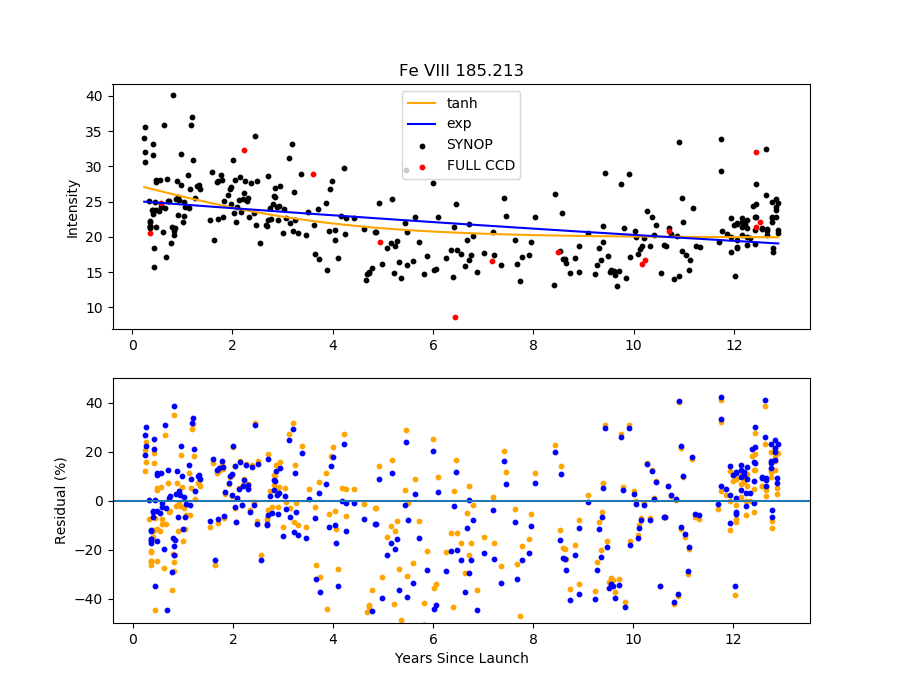 Fe VIII 185.213
40
35
30
25
20
15
10
Intensity
tanh
exp
SYNOP
FULL CCD
0 2 4 6 8 10 12
40
20
0
−20
−40
Residual (%)
0 2 4 6 8 10 12
Years Since Launch